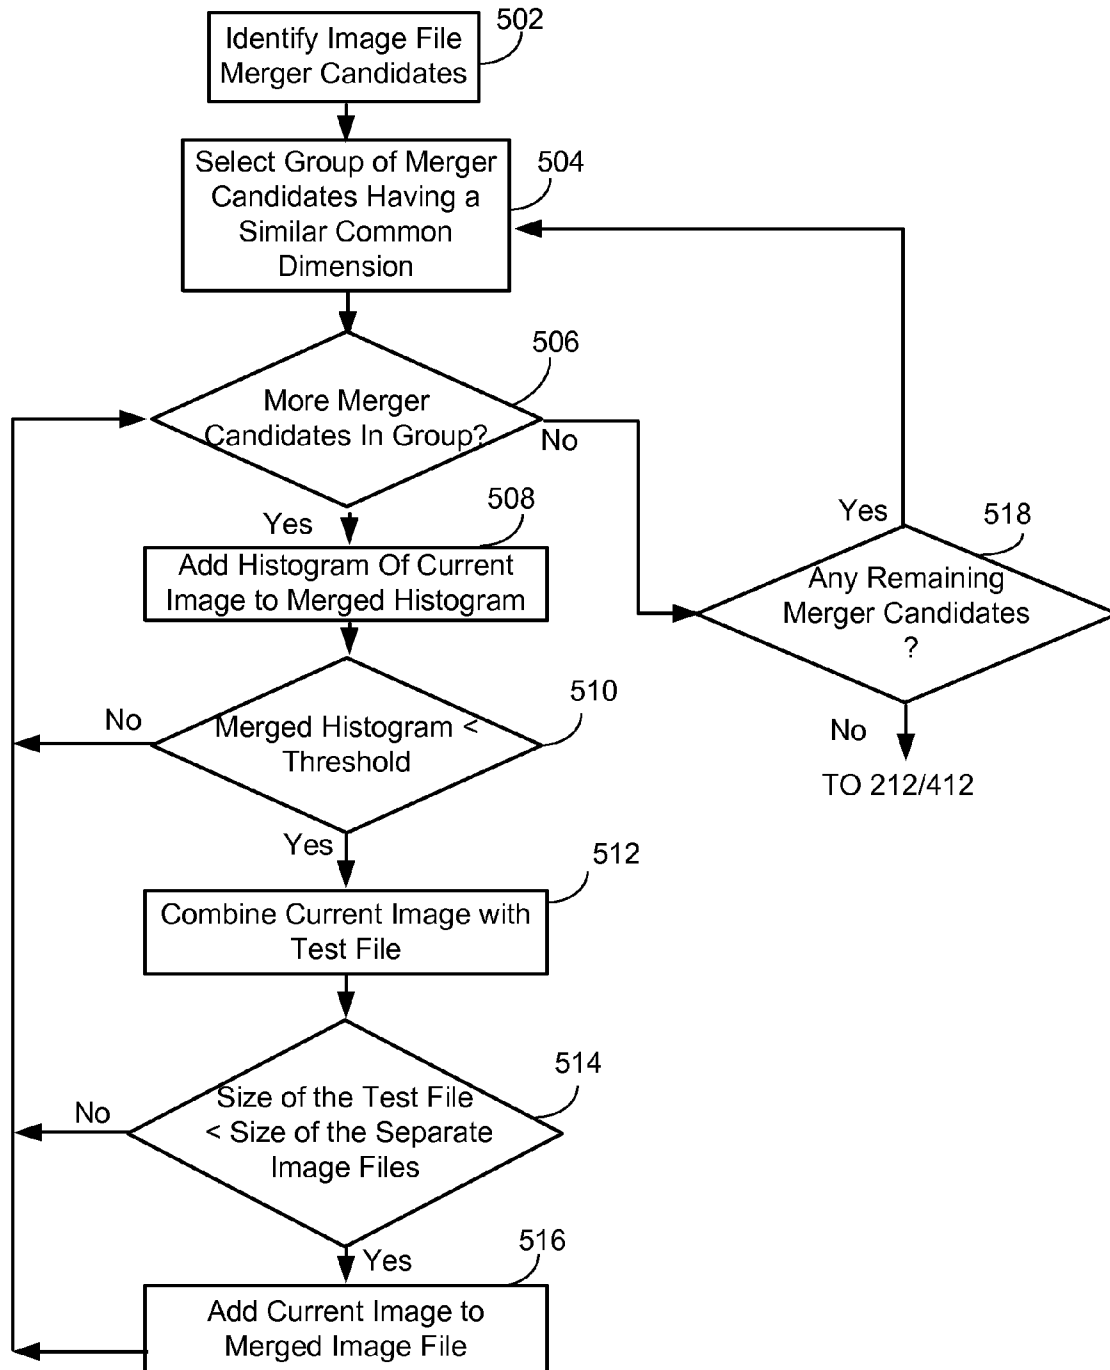 Identify Image File
Merger Candidates
502
Select Group of Merger
Candidates Having a
Similar Common
Dimension
504
More Merger
Candidates In Group?
506
No
Yes
508
Add Histogram Of Current
Image to Merged Histogram
Merged Histogram <
Threshold
510
No
Yes
512
Combine Current Image with
Test File
Size of the Test File
< Size of the Separate
Image Files
514
No
Yes
516
Add Current Image to
Merged Image File
Yes
518
Any Remaining
Merger Candidates
?
No
TO 212/412